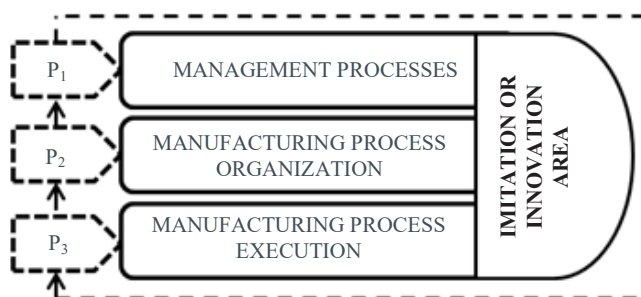 P₁
MANAGEMENT PROCESSES
P₂
MANUFACTURING PROCESS
ORGANIZATION
P₃
MANUFACTURING PROCESS
EXECUTION
IMITATION OR
INNOVATION
AREA